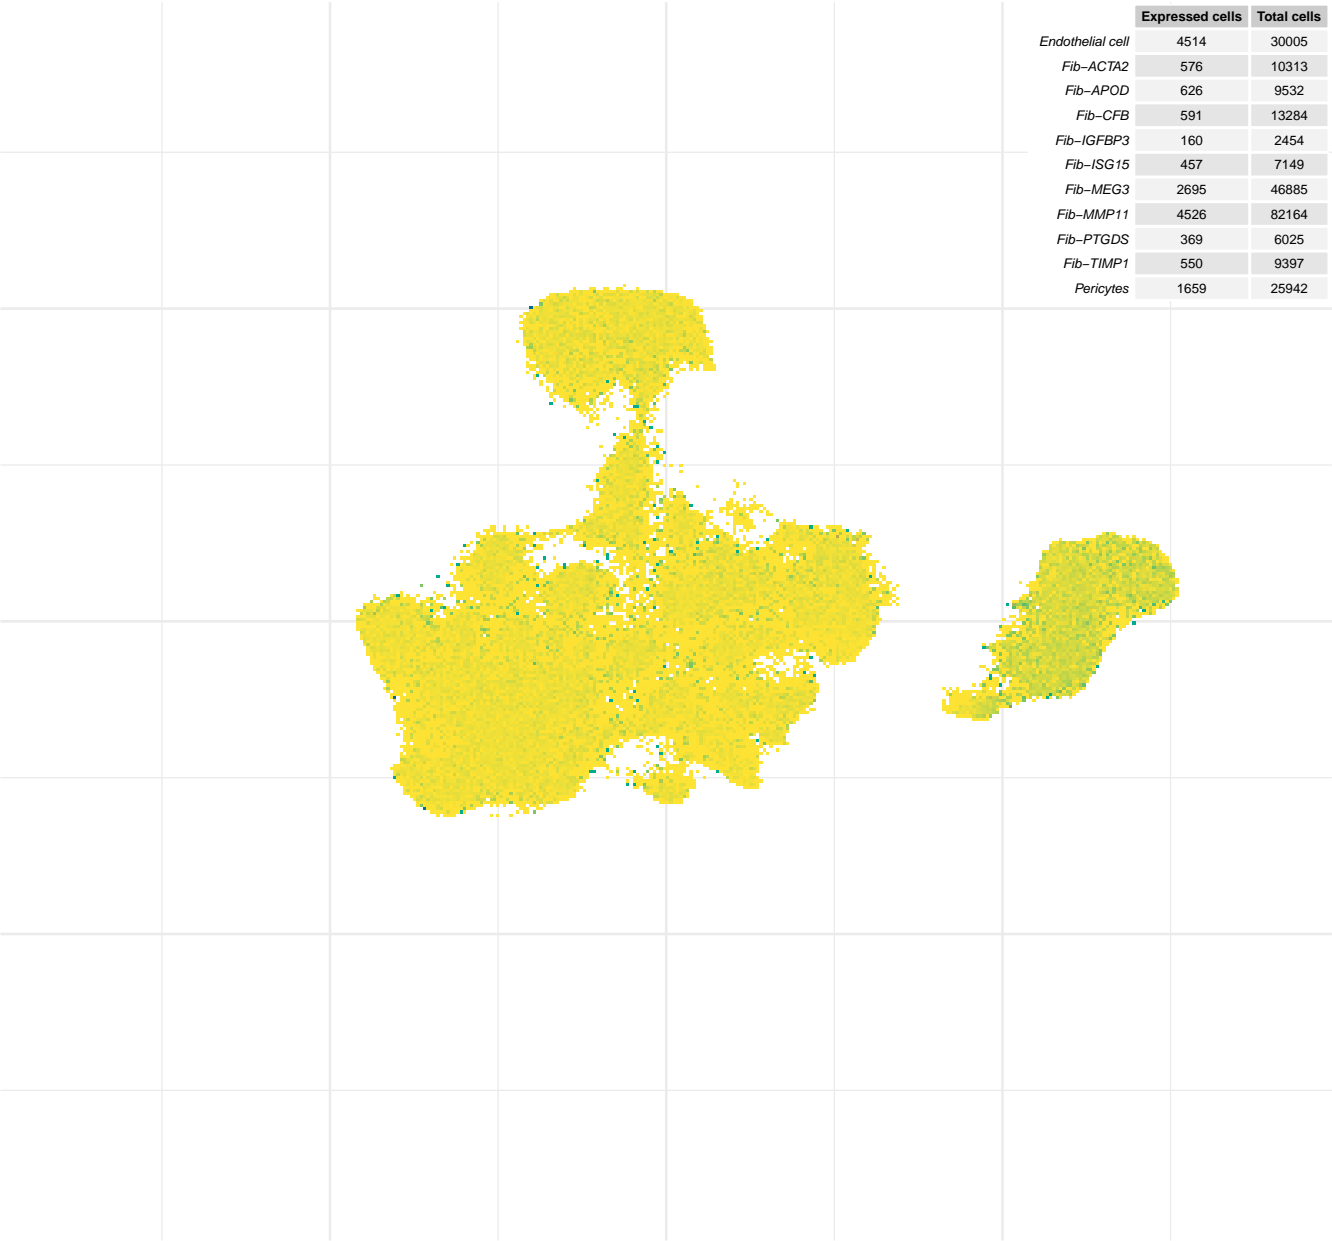 Expressed cells Total cells
Endothelial cell 4514 30005
Fib−ACTA2 576 10313
Fib−APOD 626 9532
Fib−CFB 591 13284
Fib−IGFBP3 160 2454
Fib−ISG15 457 7149
Fib−MEG3 2695 46885
Fib−MMP11 4526 82164
Fib−PTGDS 369 6025
Fib−TIMP1 550 9397
Pericytes 1659 25942